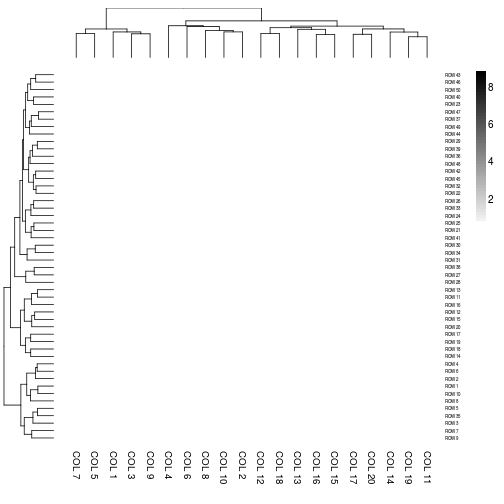 ROW 43
ROW 46
ROW 50
ROW 40
ROW 23
ROW 47
ROW 37
ROW 49
ROW 44
ROW 29
ROW 39
ROW 36
ROW 48
ROW 42
ROW 45
ROW 32
ROW 22
ROW 26
ROW 33
ROW 24
ROW 25
ROW 21
ROW 41
ROW 30
ROW 34
ROW 31
ROW 38
ROW 27
ROW 28
ROW 13
ROW 11
ROW 16
ROW 12
ROW 15
ROW 20
ROW 17
ROW 19
ROW 18
ROW 14
ROW 4
ROW 6
ROW 2
ROW 1
ROW 10
ROW 8
ROW 5
ROW 35
ROW 3
ROW 7
ROW 9
8
6
4
2
COL 7
COL 5
COL 1
COL 3
COL 9
COL 4
COL 6
COL 8
COL 10
COL 2
COL 12
COL 18
COL 13
COL 16
COL 15
COL 17
COL 20
COL 14
COL 19
COL 11